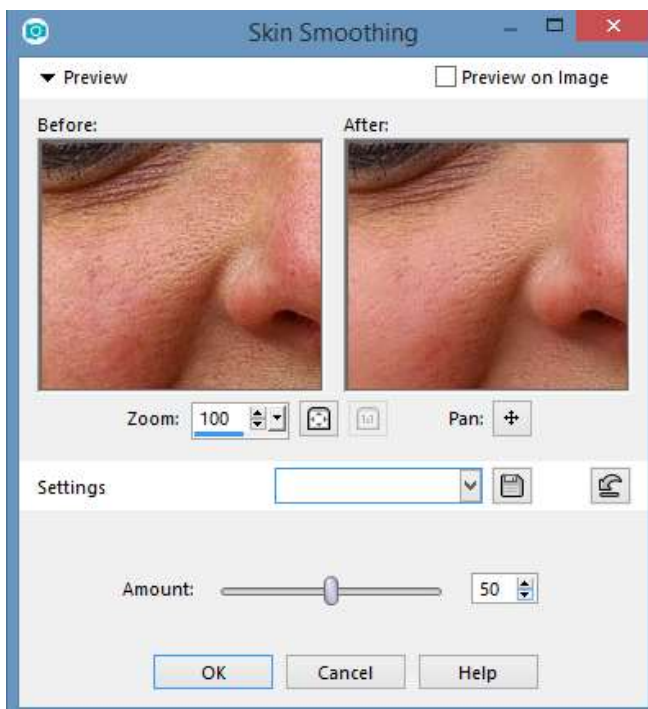 Skin Smoothing
Preview
Preview on Image
Before:
After:
Zoom: 100
Pan:
Settings
Amount:
50
OK
Cancel
Help